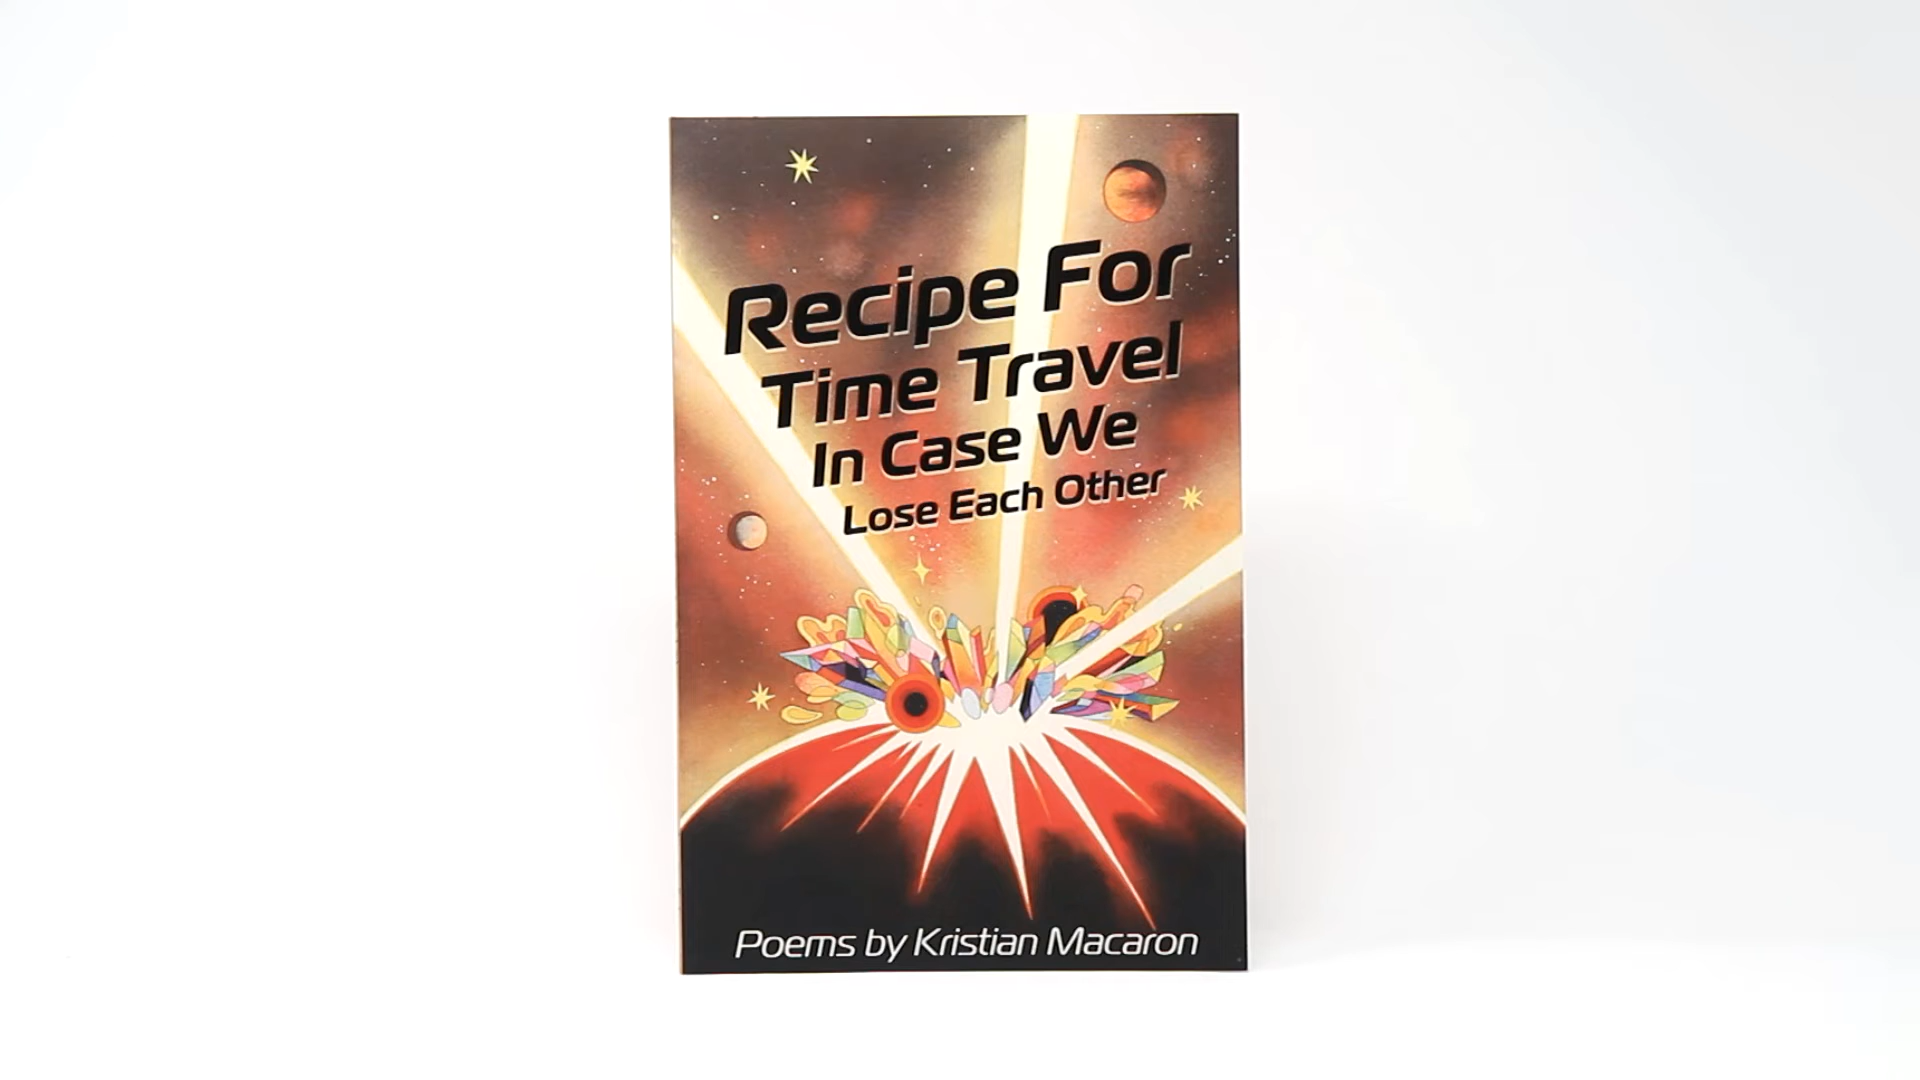 Recipe For
Time Travel
In Case We
Lose Each Other
Poems by Kristian Macaron